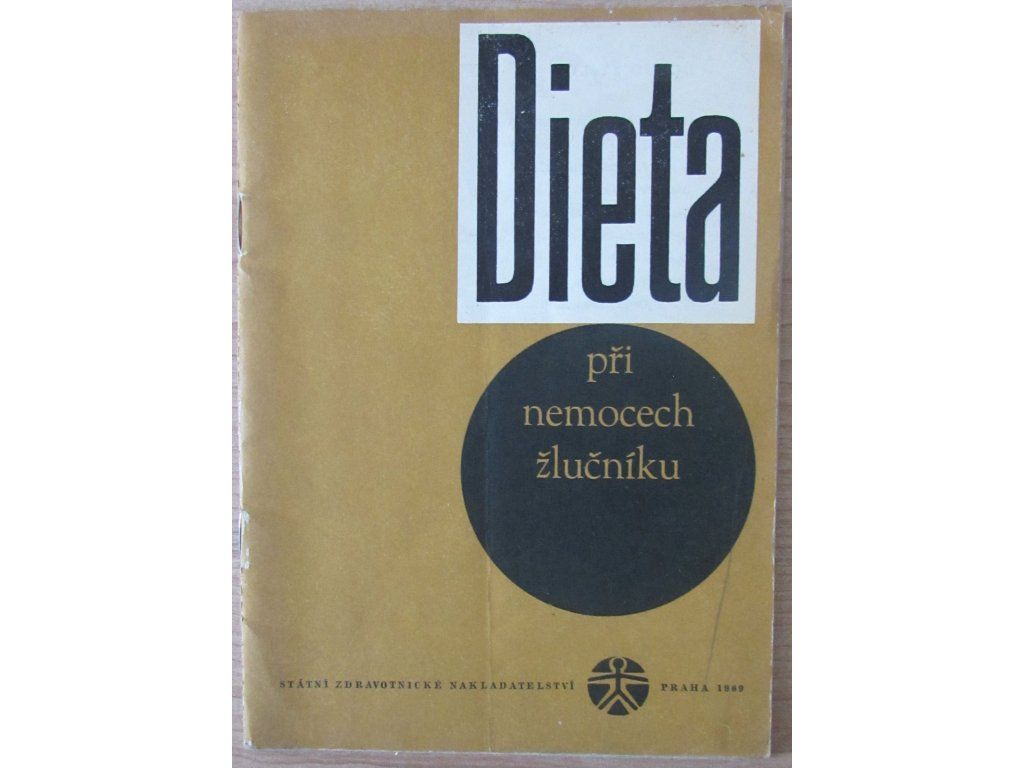 Dieta
při
nemocech
žlučníku
STÁTNÍ ZDRAVOTNICKÉ NAKLADATELSTVÍ PRAHA 1969